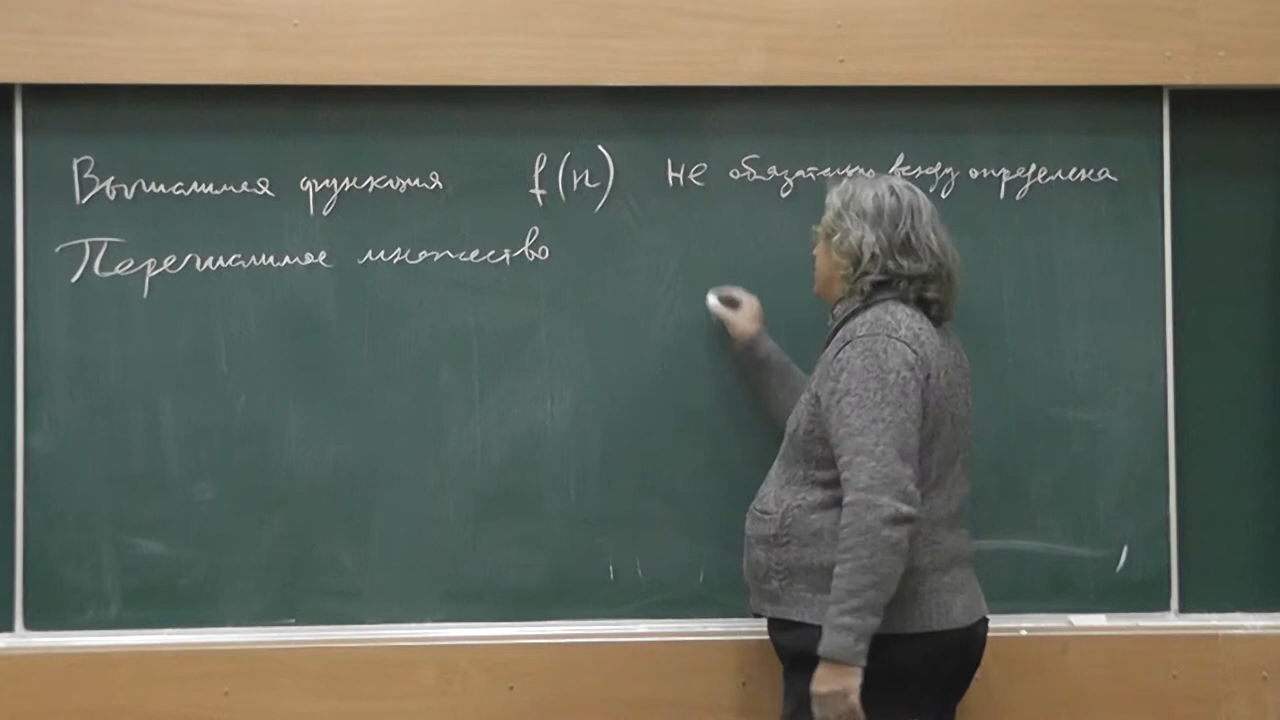 Вычислимая функция f(n) не обязательно всюду определена
Перечислимое множество